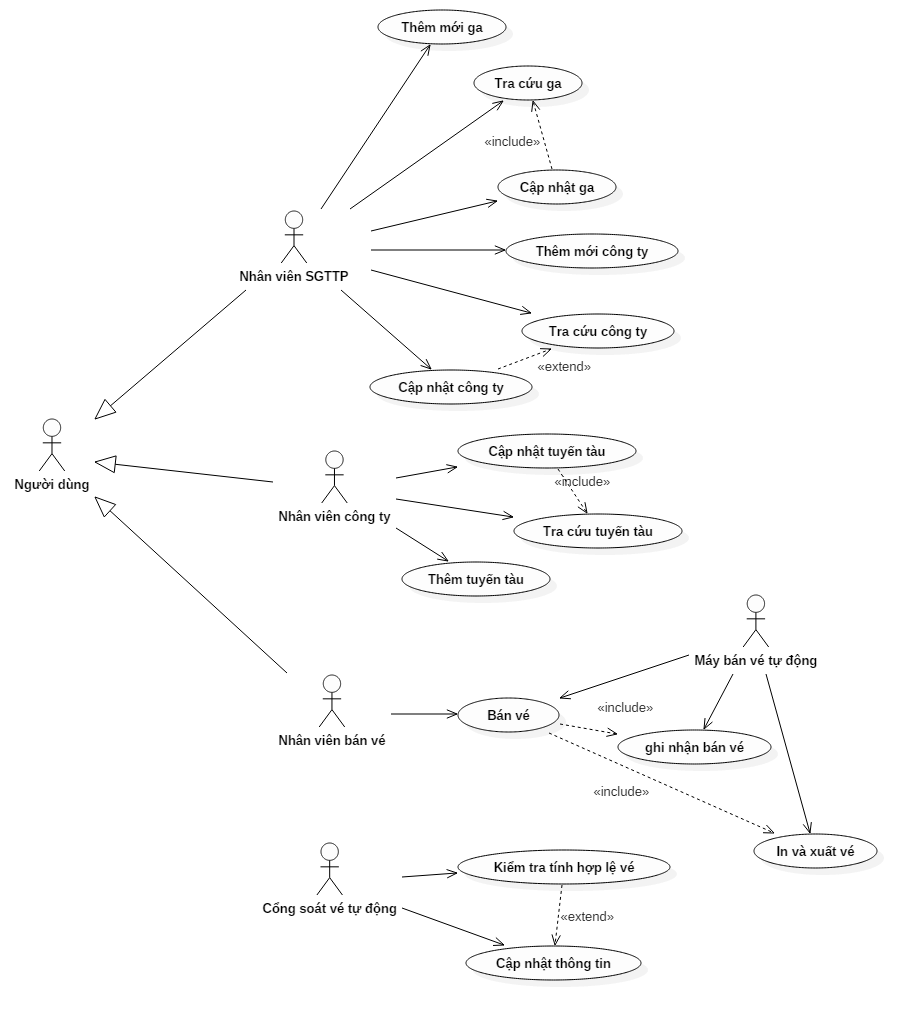 Thêm mới ga
Tra cứu ga
«include»
Cập nhật ga
Thêm mới công ty
Nhân viên SGTTP
Tra cứu công ty
«extend»
Cập nhật công ty
Cập nhật tuyến tàu
«include»
Người dùng
Nhân viên công ty
Tra cứu tuyến tàu
Thêm tuyến tàu
Máy bán vé tự động
«include»
Bán vé
Nhân viên bán vé
ghi nhận bán vé
«include»
In và xuất vé
Kiểm tra tính hợp lệ vé
Cổng soát vé tự động
«extend»
Cập nhật thông tin